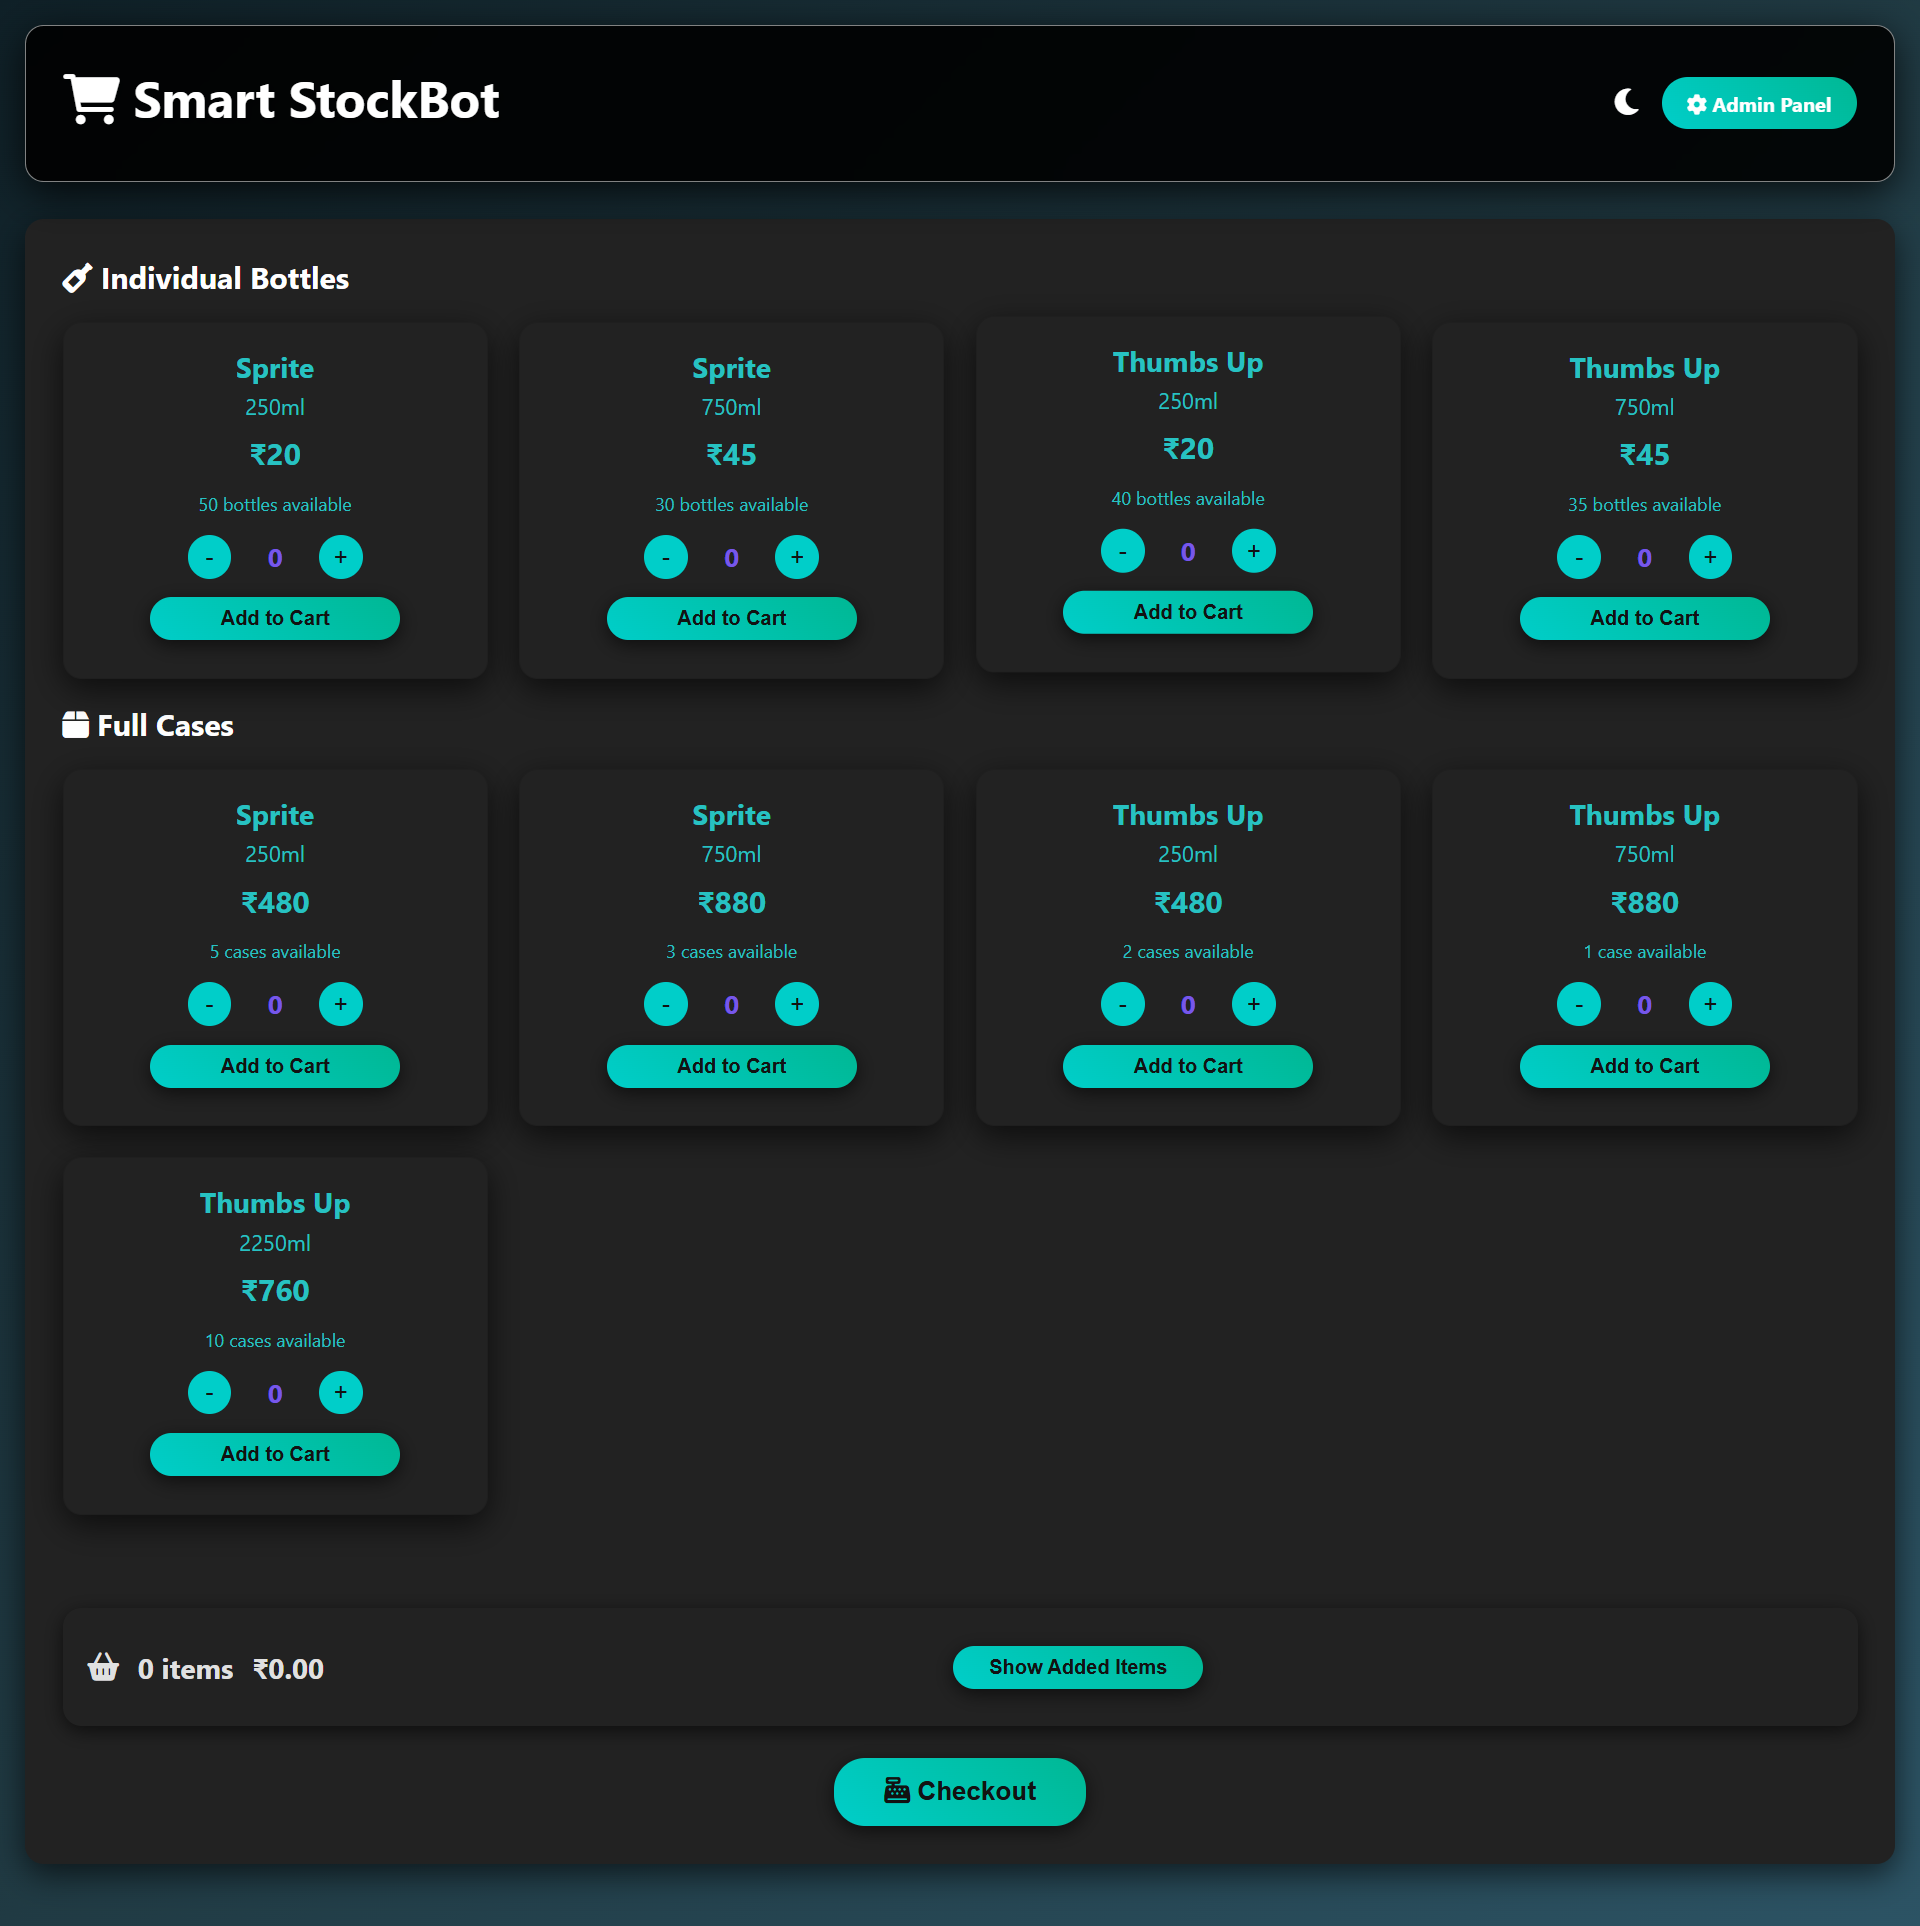 Smart StockBot
Admin Panel
Individual Bottles
Sprite
250ml
₹20
50 bottles available
- 0 +
Add to Cart
Sprite
750ml
₹45
30 bottles available
- 0 +
Add to Cart
Thumbs Up
250ml
₹20
40 bottles available
- 0 +
Add to Cart
Thumbs Up
750ml
₹45
35 bottles available
- 0 +
Add to Cart
Full Cases
Sprite
250ml
₹480
5 cases available
- 0 +
Add to Cart
Sprite
750ml
₹880
3 cases available
- 0 +
Add to Cart
Thumbs Up
250ml
₹480
2 cases available
- 0 +
Add to Cart
Thumbs Up
750ml
₹880
1 case available
- 0 +
Add to Cart
Thumbs Up
2250ml
₹760
10 cases available
- 0 +
Add to Cart
0 items ₹0.00
Show Added Items
Checkout